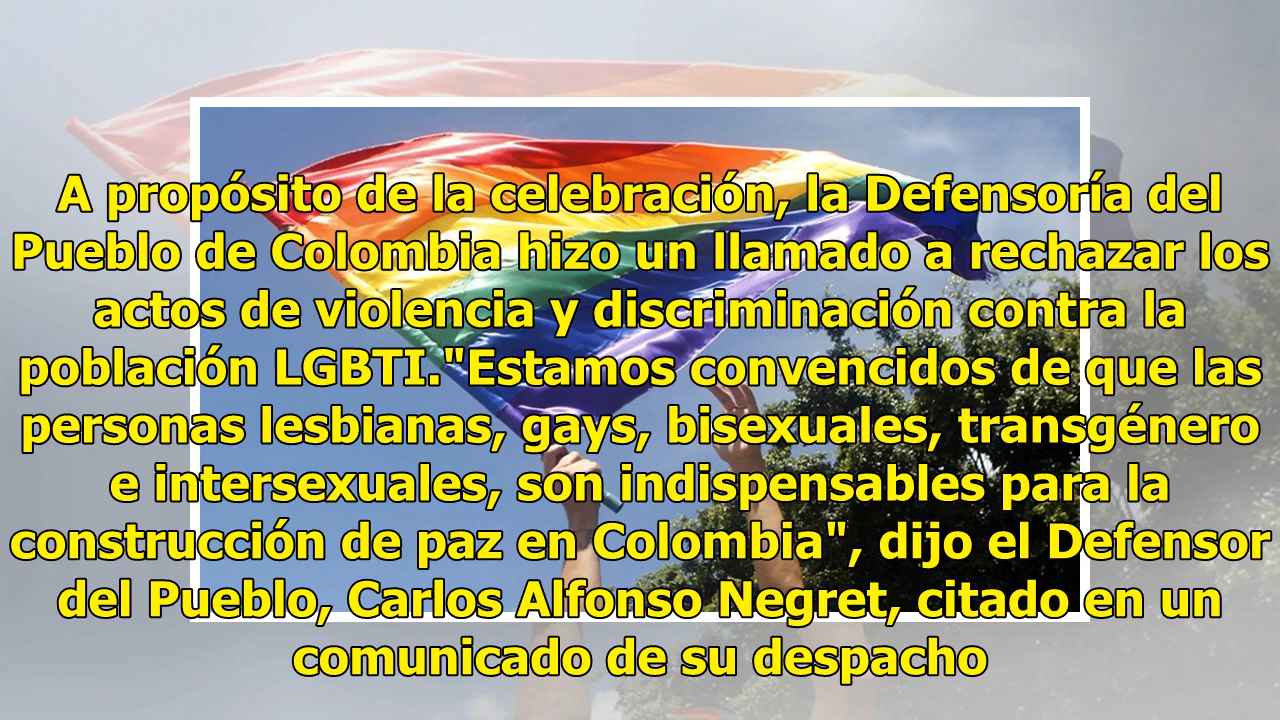 A propósito de la celebración, la Defensoría del
Pueblo de Colombia hizo un llamado a rechazar los
actos de violencia y discriminación contra la
población LGBTI."Estamos convencidos de que las
personas lesbianas, gays, bisexuales, transgénero
e intersexuales, son indispensables para la
construcción de paz en Colombia", dijo el Defensor
del Pueblo, Carlos Alfonso Negret, citado en un
comunicado de su despacho